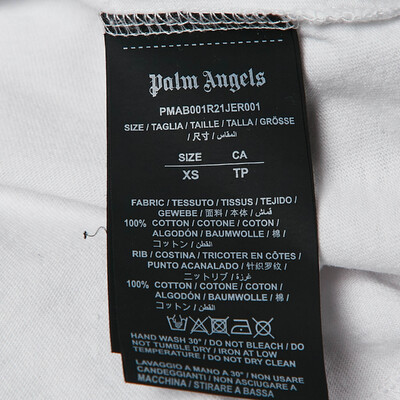 Palm Angels
PMAB001R21JER001
SIZE / TAGLIA / TAILLE / TALLA / GRÖSSE
/ 尺寸 / المقاس /
SIZE CA
XS TP
FABRIC / TESSUTO / TISSUS / TEJIDO /
GEWEBE / 面料 / 本体 / قماش /
100% COTTON / COTONE / COTON /
ALGODÓN / BAUMWOLLE / 棉 /
コットン / القطن /
RIB / COSTINA / TRICOTER EN CÔTES /
PUNTO ACANALADO / 针织罗纹 /
リブ編み /
100% COTTON / COTONE / COTON /
ALGODÓN / BAUMWOLLE / 棉 /
コットン / القطن /
HAND WASH 30° / DO NOT BLEACH / DO
NOT TUMBLE DRY / IRON AT LOW
TEMPERATURE / DO NOT DRY CLEAN
LAVAGGIO A MANO A 30° / NON USARE
CANDEGGIANTI / NON ASCIUGARE A
MACCHINA / STIRARE A BASSA